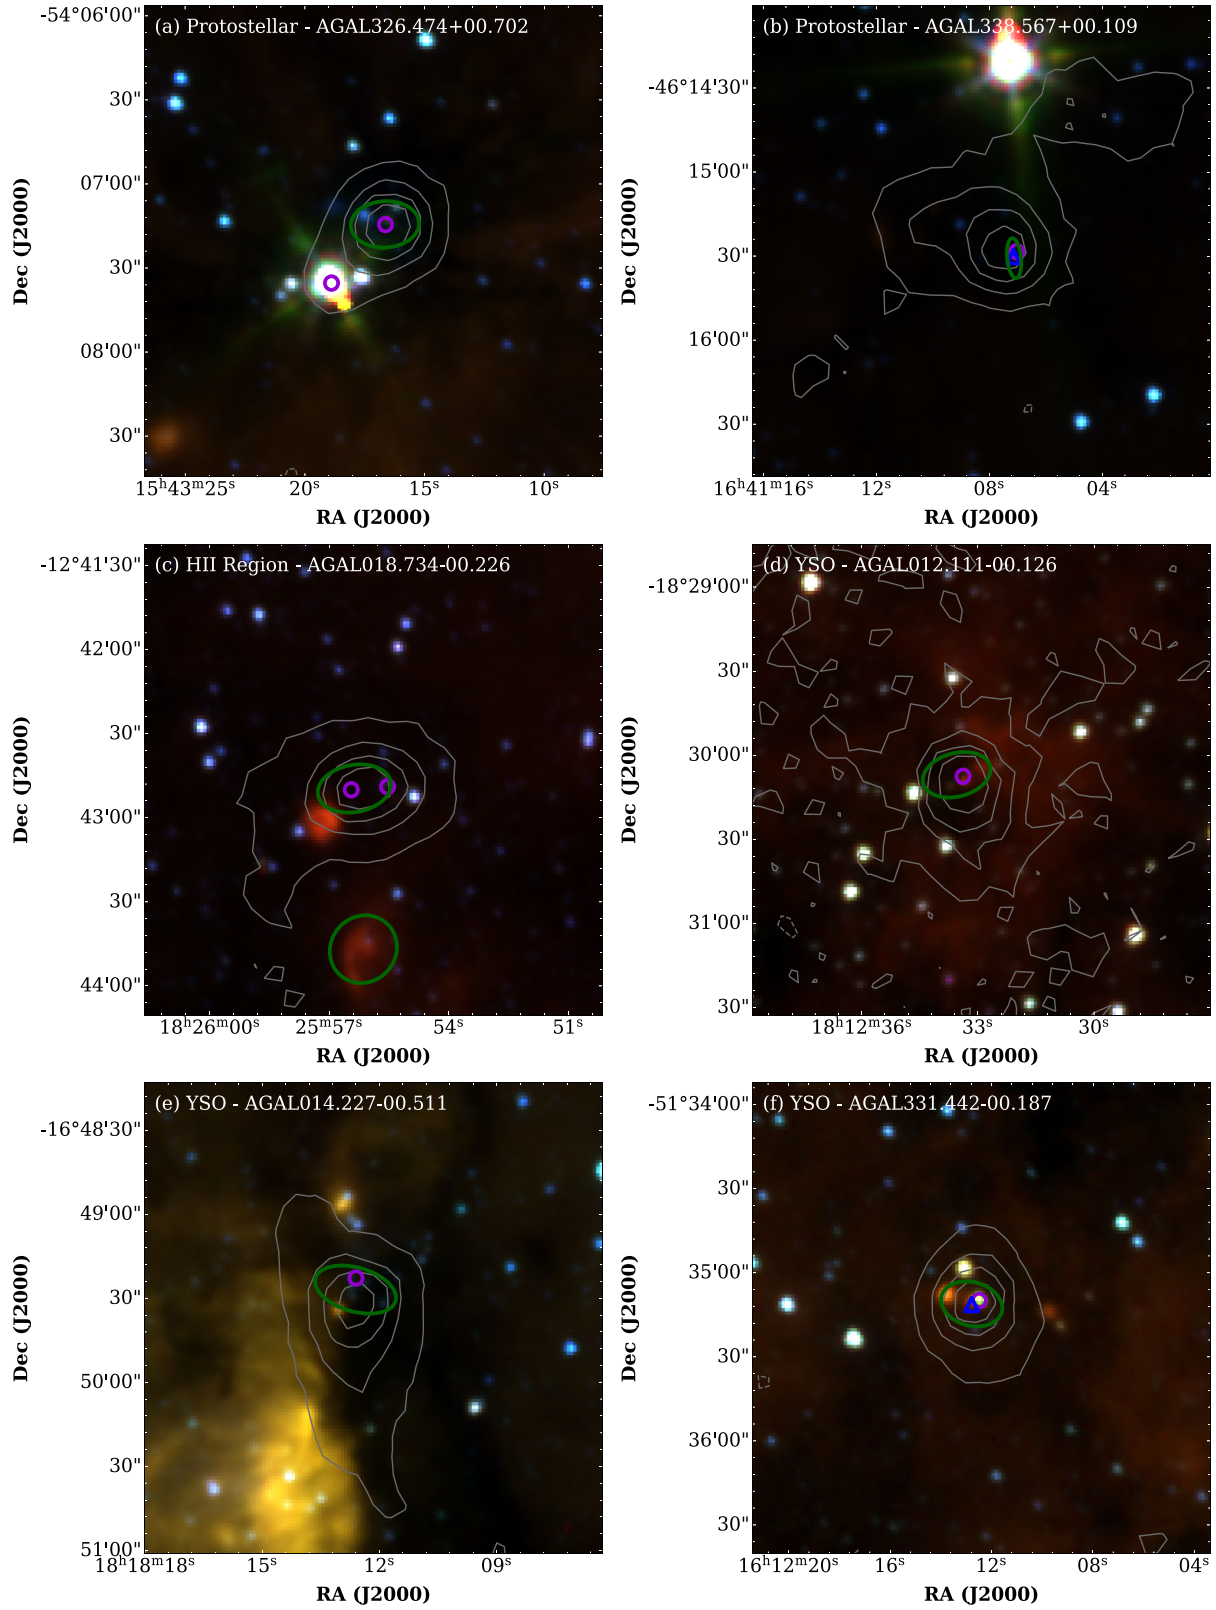 (a) Protostellar - AGAL326.474+00.702
-54°06'00"
30"
07'00"
30"
08'00"
30"
Dec (J2000)
15ʰ43ᵐ25ˢ 20ˢ 15ˢ 10ˢ
RA (J2000)
(b) Protostellar - AGAL338.567+00.109
-46°14'30"
15'00"
30"
16'00"
30"
Dec (J2000)
16ʰ41ᵐ16ˢ 12ˢ 08ˢ 04ˢ
RA (J2000)
(c) HII Region - AGAL018.734-00.226
-12°41'30"
42'00"
30"
43'00"
30"
44'00"
Dec (J2000)
18ʰ26ᵐ00ˢ 25ᵐ57ˢ 54ˢ 51ˢ
RA (J2000)
(d) YSO - AGAL012.111-00.126
-18°29'00"
30"
30'00"
30"
31'00"
30"
Dec (J2000)
18ʰ12ᵐ36ˢ 33ˢ 30ˢ
RA (J2000)
(e) YSO - AGAL014.227-00.511
-16°48'30"
49'00"
30"
50'00"
30"
51'00"
Dec (J2000)
18ʰ18ᵐ18ˢ 15ˢ 12ˢ 09ˢ
RA (J2000)
(f) YSO - AGAL331.442-00.187
-51°34'00"
30"
35'00"
30"
36'00"
30"
Dec (J2000)
16ʰ12ᵐ20ˢ 16ˢ 12ˢ 08ˢ 04ˢ
RA (J2000)